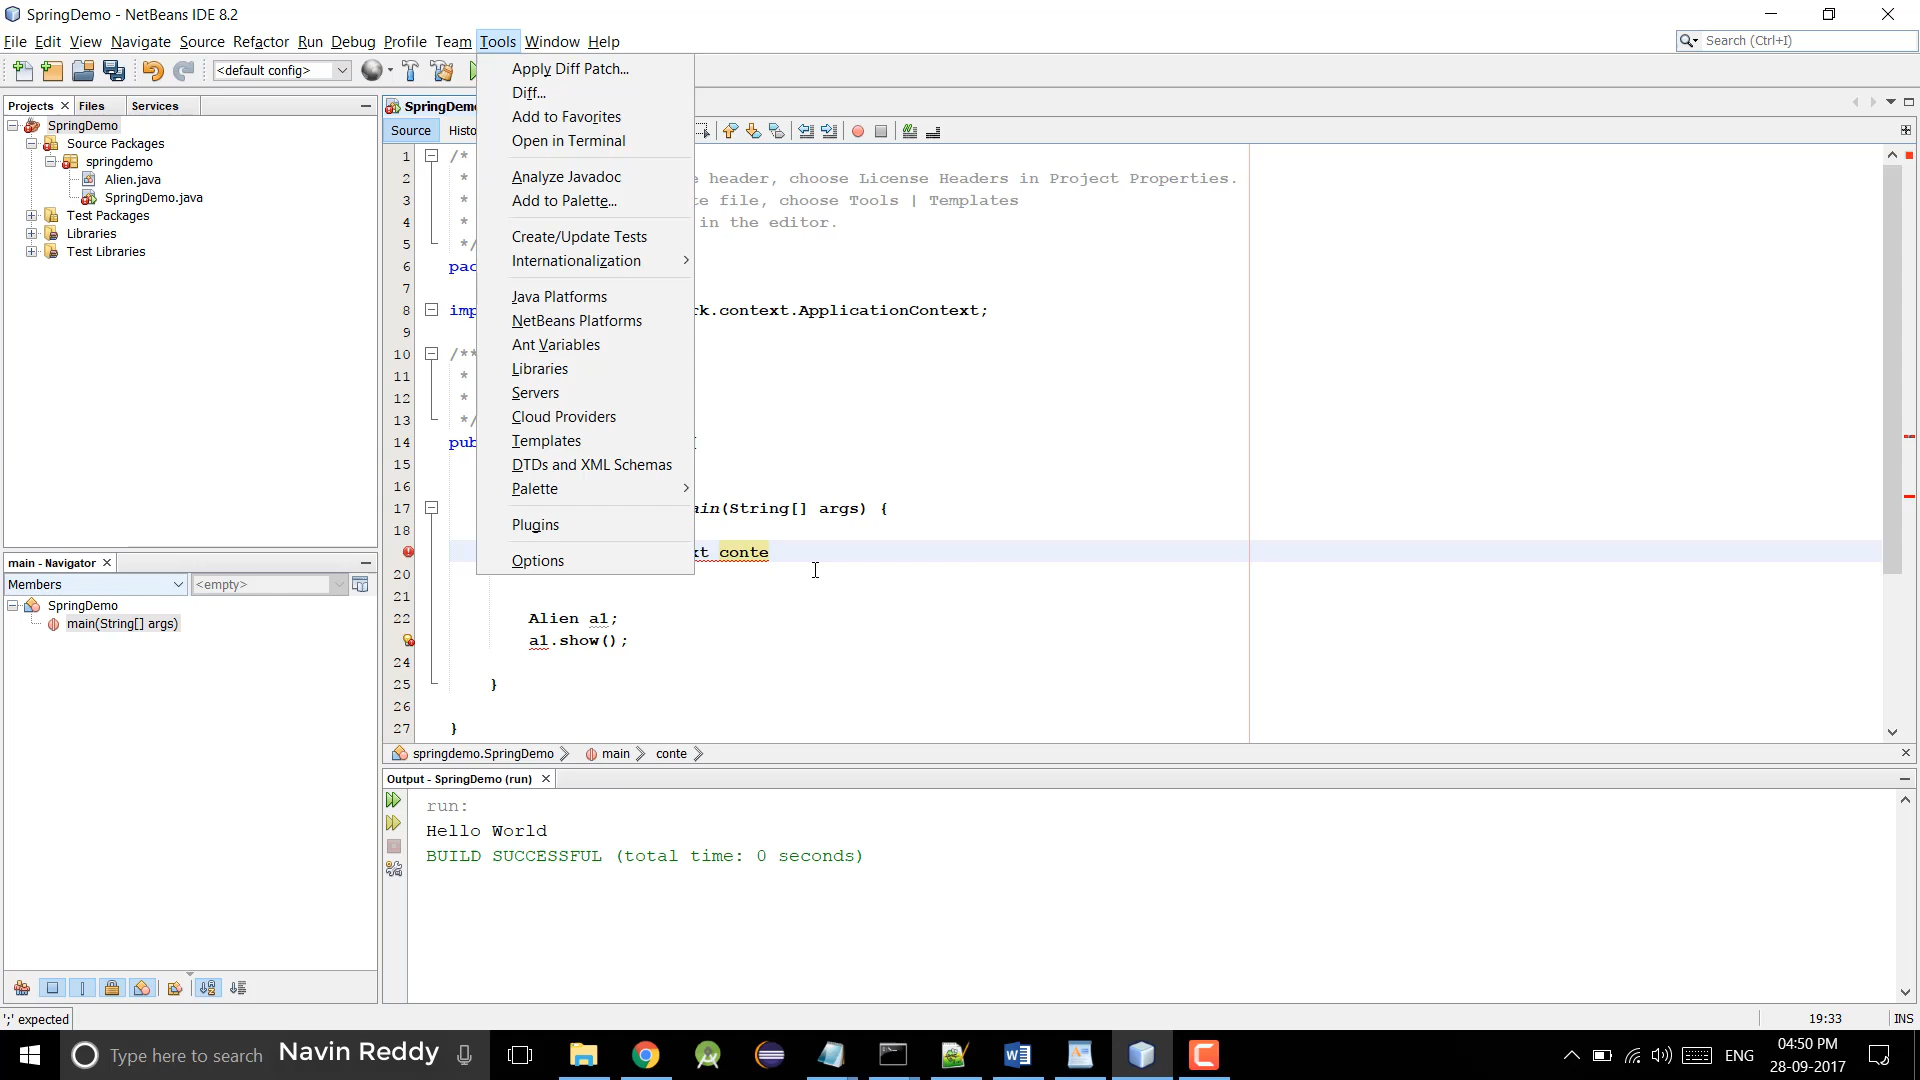 SpringDemo - NetBeans IDE 8.2
File Edit View Navigate Source Refactor Run Debug Profile Team Tools Window Help
Search (Ctrl+I)
<default config>
Projects Files Services
SpringDemo
Source Packages
springdemo
Alien.java
SpringDemo.java
Test Packages
Libraries
Test Libraries
Apply Diff Patch...
Diff...
Add to Favorites
Open in Terminal
Analyze Javadoc
Add to Palette...
Create/Update Tests
Internationalization
Java Platforms
NetBeans Platforms
Ant Variables
Libraries
Servers
Cloud Providers
Templates
DTDs and XML Schemas
Palette
Plugins
Options
SpringDemo
Source Histo
1 /*
2 * e header, choose License Headers in Project Properties.
3 * te file, choose Tools | Templates
4 * in the editor.
5 */
6 pac
7
8 imp rk.context.ApplicationContext;
9
10 /**
11 *
12 *
13 */
14 pub {
15
16
17 ain(String[] args) {
18
xt conte
20
21
22 Alien a1;
a1.show();
24
25 }
26
27 }
springdemo.SpringDemo main conte
main - Navigator
Members <empty>
SpringDemo
main(String[] args)
Output - SpringDemo (run)
run:
Hello World
BUILD SUCCESSFUL (total time: 0 seconds)
';' expected
19:33 INS
Type here to search Navin Reddy
ENG
04:50 PM
28-09-2017